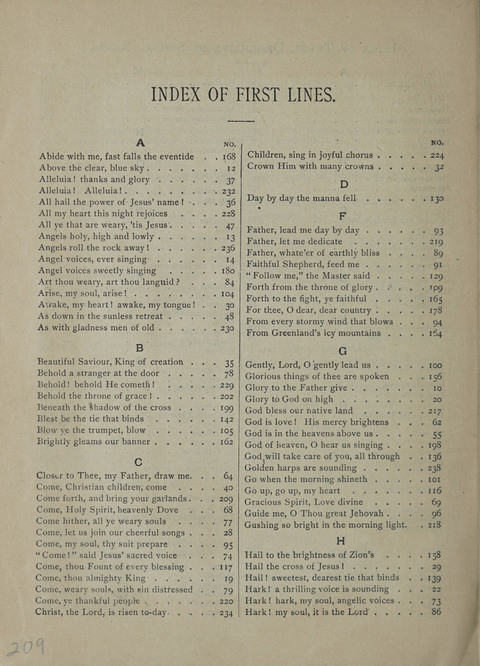 INDEX OF FIRST LINES.
A
NO.
Abide with me, fast falls the eventide . . 168
Above the clear, blue sky . . . . . . . 12
Alleluia! thanks and glory . . . . . . 37
Alleluia! Alleluia! . . . . . . . . . 232
All hail the power of Jesus' name! . . . 36
All my heart this night rejoices . . . . 228
All ye that are weary, 'tis Jesus . . . . . 47
Angels holy, high and lowly . . . . . . 13
Angels roll the rock away! . . . . . . . 236
Angel voices, ever singing . . . . . . . 14
Angel voices sweetly singing . . . . . . 180
Art thou weary, art thou languid? . . . 84
Arise, my soul, arise! . . . . . . . . . 104
Awake, my heart! awake, my tongue! . . 30
As down in the sunless retreat . . . . . 48
As with gladness men of old . . . . . . 230
B
Beautiful Saviour, King of creation . . . 35
Behold a stranger at the door . . . . . 78
Behold! behold He cometh! . . . . . . 229
Behold the throne of grace! . . . . . . 202
Beneath the shadow of the cross . . . . 199
Blest be the tie that binds . . . . . . 142
Blow ye the trumpet, blow . . . . . . 105
Brightly gleams our banner . . . . . . . 162
C
Closer to Thee, my Father, draw me. . . 64
Come, Christian children, come . . . . 40
Come forth, and bring your garlands . . . 209
Come, Holy Spirit, heavenly Dove . . . 68
Come hither, all ye weary souls . . . . 77
Come, let us join our cheerful songs . . 28
Come, my soul, thy suit prepare . . . . 95
"Come!" said Jesus' sacred voice . . . . 74
Come, thou Fount of every blessing . . . 117
Come, thou almighty King . . . . . . . 19
Come, weary souls, with sin distressed . . 79
Come, ye thankful people . . . . . . . 220
Christ, the Lord, is risen to-day. . . . . 234
NO.
Children, sing in joyful chorus . . . . . 224
Crown Him with many crowns . . . . . 32
D
Day by day the manna fell . . . . . . 130
F
Father, lead me day by day . . . . . . 93
Father, let me dedicate . . . . . . . 219
Father, whate'er of earthly bliss . . . . 89
Faithful Shepherd, feed me . . . . . . 91
"Follow me," the Master said . . . . . 129
Forth from the throne of glory . . . . . 199
Forth to the fight, ye faithful . . . . . 165
For thee, O dear, dear country . . . . . 178
From every stormy wind that blows . . . 94
From Greenland's icy mountains . . . . 164
G
Gently, Lord, O gently lead us . . . . . 100
Glorious things of thee are spoken . . . 156
Glory to the Father give . . . . . . . 10
Glory to God on high . . . . . . . . 20
God bless our native land . . . . . . 217
God is love! His mercy brightens . . . 62
God is in the heavens above us . . . . . 55
God of heaven, O hear us singing . . . . 198
God will take care of you, all through . . 136
Golden harps are sounding . . . . . . . 238
Go when the morning shineth . . . . . 101
Go up, go up, my heart . . . . . . . 116
Gracious Spirit, Love divine . . . . . . 69
Guide me, O Thou great Jehovah . . . . 96
Gushing so bright in the morning light. . 218
H
Hail to the brightness of Zion's . . . . 158
Hail the cross of Jesus! . . . . . . . . 29
Hail! sweetest, dearest tie that binds . . 139
Hark! a thrilling voice is sounding . . . 22
Hark! hark, my soul, angelic voices . . . 73
Hark! my soul, it is the Lord . . . . . 86
209